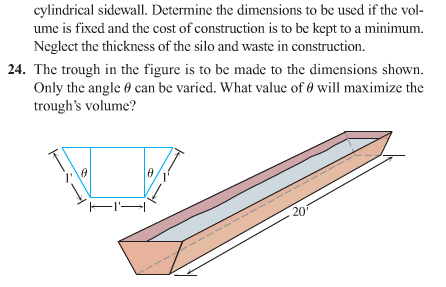 cylindrical sidewall. Determine the dimensions to be used if the vol-
ume is fixed and the cost of construction is to be kept to a minimum.
Neglect the thickness of the silo and waste in construction.
24. The trough in the figure is to be made to the dimensions shown.
Only the angle θ can be varied. What value of θ will maximize the
trough's volume?
θ θ
1' 1'
1'
20'